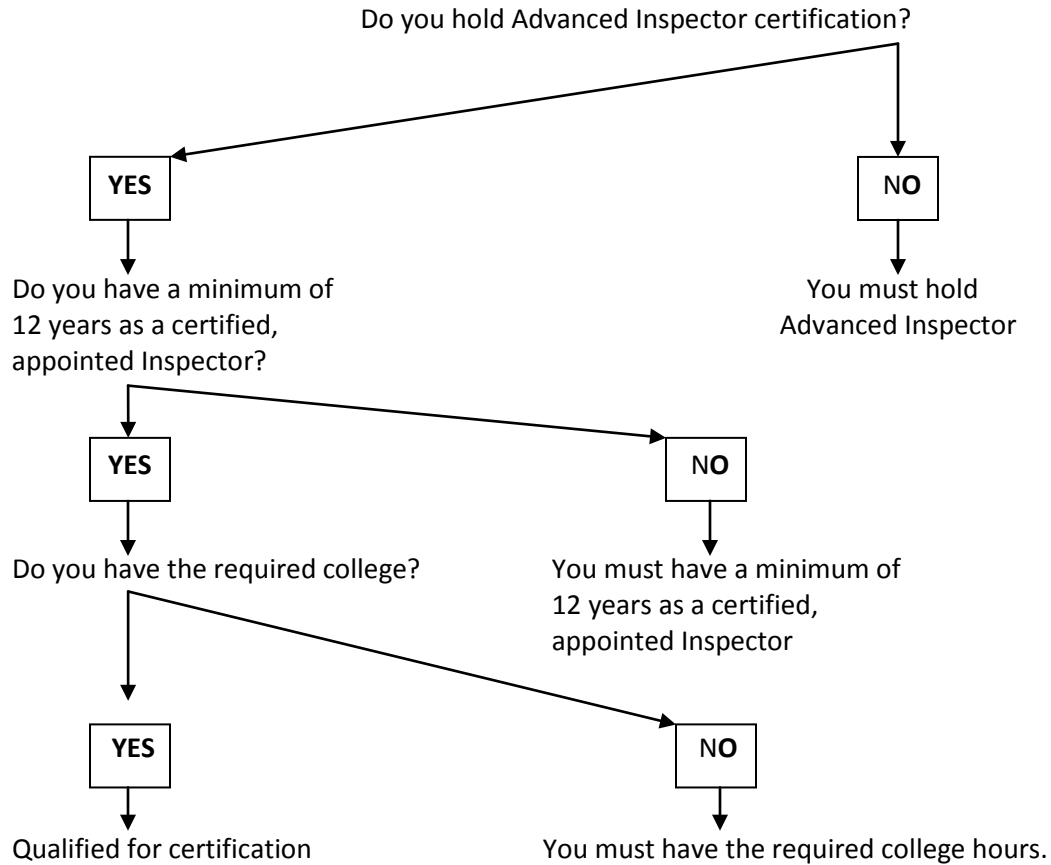 Do you hold Advanced Inspector certification?
YES
NO
Do you have a minimum of
12 years as a certified,
appointed Inspector?
You must hold
Advanced Inspector
YES
NO
Do you have the required college?
You must have a minimum of
12 years as a certified,
appointed Inspector
YES
NO
Qualified for certification
You must have the required college hours.